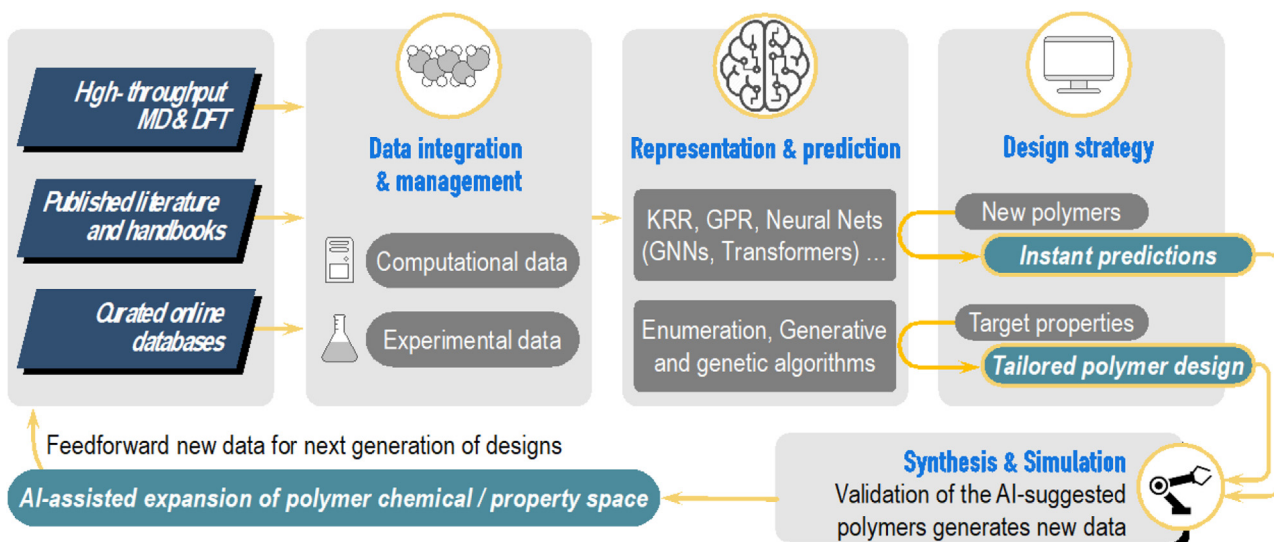 Hgh- throughput
MD & DFT
Published literature
and handbooks
Curated online
databases
Data integration
& management
Computational data
Experimental data
Representation & prediction
KRR, GPR, Neural Nets
(GNNs, Transformers) ...
Enumeration, Generative
and genetic algorithms
Design strategy
New polymers
Instant predictions
Target properties
Tailored polymer design
Synthesis & Simulation
Validation of the AI-suggested
polymers generates new data
Feedforward new data for next generation of designs
AI-assisted expansion of polymer chemical / property space